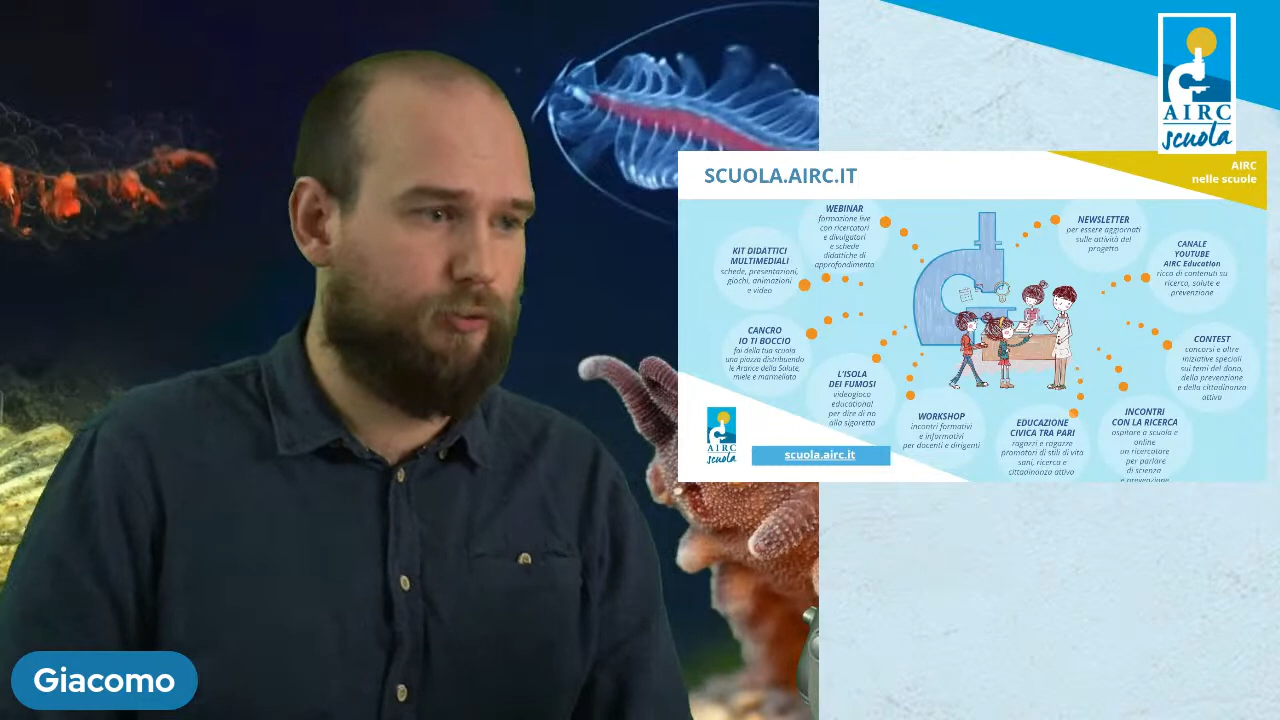 AIRC
scuola
SCUOLA.AIRC.IT
AIRC
nelle scuole
WEBINAR
formazione live
con ricercatori
e divulgatori
e schede
didattiche di
approfondimento
KIT DIDATTICI
MULTIMEDIALI
schede, presentazioni,
giochi, animazioni
e video
CANCRO
IO TI BOCCIO
fai della tua scuola
una piazza distribuendo
le Arance della Salute,
miele e marmellata
L'ISOLA
DEI FUMOSI
videogioco
educational
per dire di no
alla sigaretta
WORKSHOP
incontri formativi
e informativi
per docenti e dirigenti
EDUCAZIONE
CIVICA TRA PARI
ragazzi e ragazze
promotori di stili di vita
sani, ricerca e
cittadinanza attiva
INCONTRI
CON LA RICERCA
ospitare a scuola e
online
un ricercatore
per parlare
di scienza
e prevenzione
CONTEST
concorsi e altre
iniziative speciali
sui temi del dono,
della prevenzione
e della cittadinanza
attiva
CANALE
YOUTUBE
AIRC Education
ricco di contenuti su
ricerca, salute e
prevenzione
NEWSLETTER
per essere aggiornati
sulle attività del
progetto
AIRC
scuola
scuola.airc.it
Giacomo